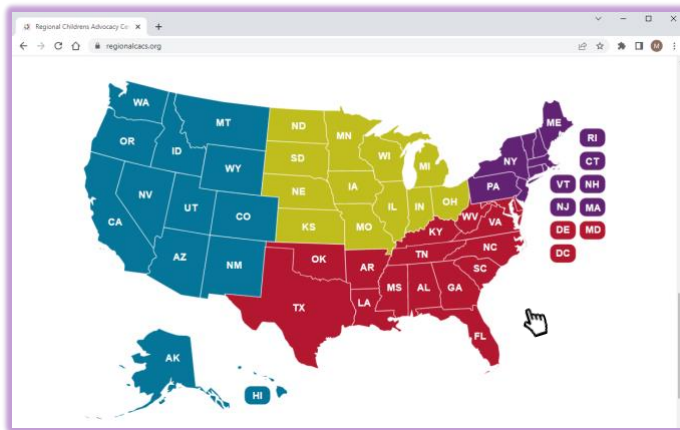 Regional Childrens Advocacy Ce
regionalcacs.org
M
WA
MT
ND
MN
ME
RI
OR
ID
SD
WI
MI
NY
CT
WY
NE
IA
PA
VT
NH
NV
UT
CO
IL
IN
OH
NJ
MA
CA
KS
MO
WV
VA
DE
MD
KY
AZ
NM
OK
AR
TN
NC
DC
SC
TX
LA
MS
AL
GA
FL
AK
HI